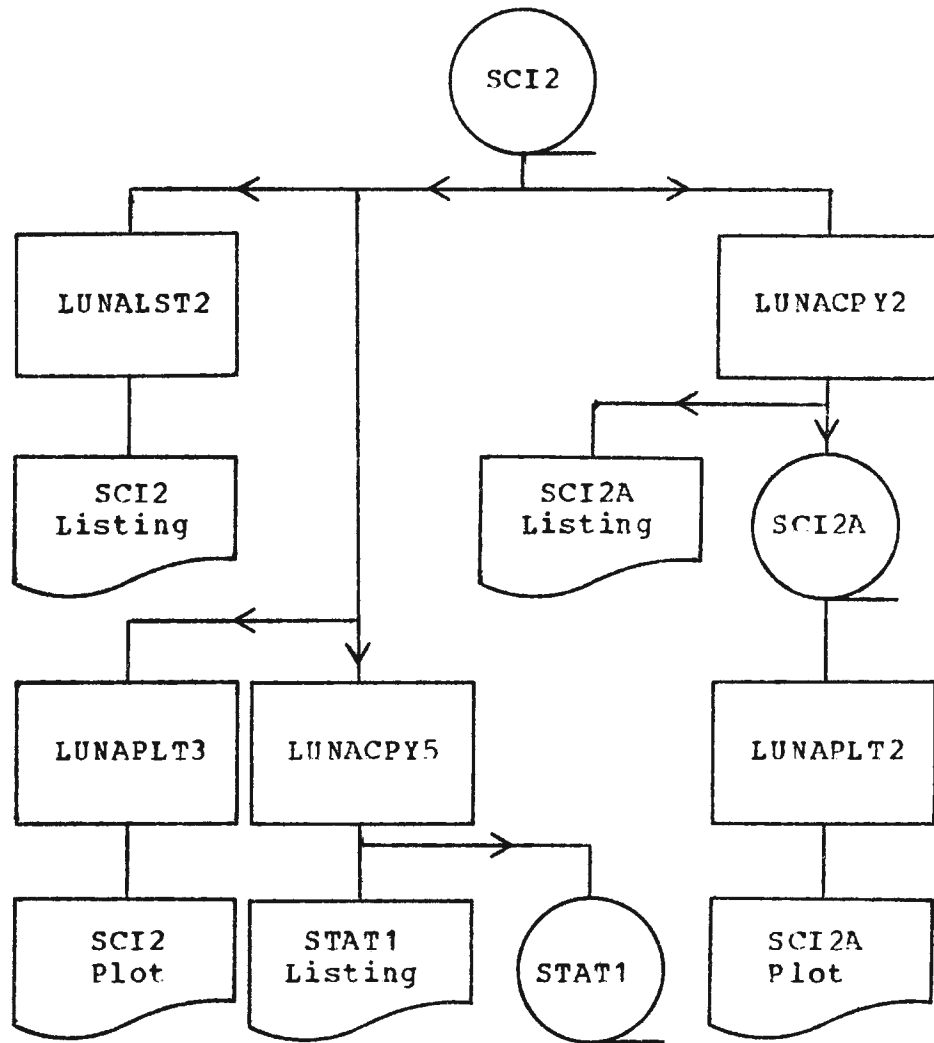 SCI2
LUNALST2
LUNACPY2
SCI2
Listing
SCI2A
Listing
SCI2A
LUNAPLT3
LUNACPY5
LUNAPLT2
SCI2
Plot
STAT1
Listing
STAT1
SCI2A
Plot